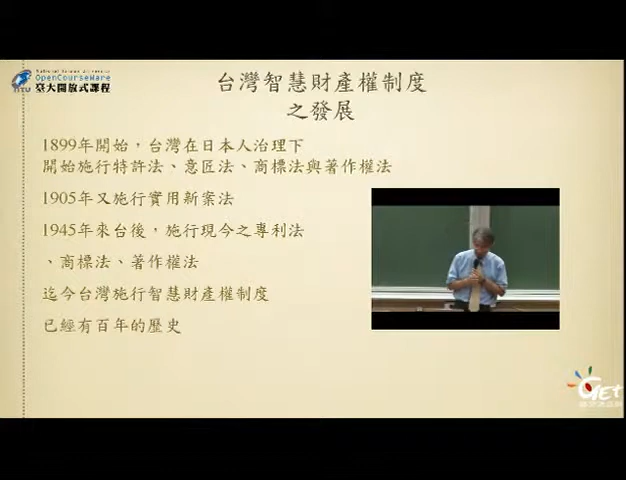 National Taiwan University
OpenCourseWare
臺大開放式課程
NTU
台灣智慧財產權制度
之發展
1899年開始，台灣在日本人治理下
開始施行特許法、意匠法、商標法與著作權法
1905年又施行實用新案法
1945年來台後，施行現今之專利法
、商標法、著作權法
迄今台灣施行智慧財產權制度
已經有百年的歷史
GET